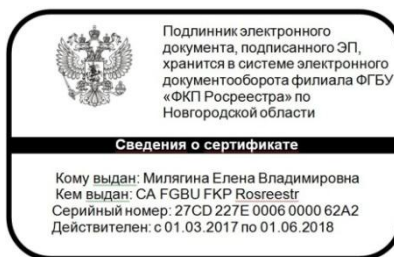 Подлинник электронного
документа, подписанного ЭП,
хранится в системе электронного
документооборота филиала ФГБУ
«ФКП Росреестра» по
Новгородской области
Сведения о сертификате
Кому выдан: Милягина Елена Владимировна
Кем выдан: CA FGBU FKP Rosreestr
Серийный номер: 27CD 227E 0006 0000 62A2
Действителен: с 01.03.2017 по 01.06.2018